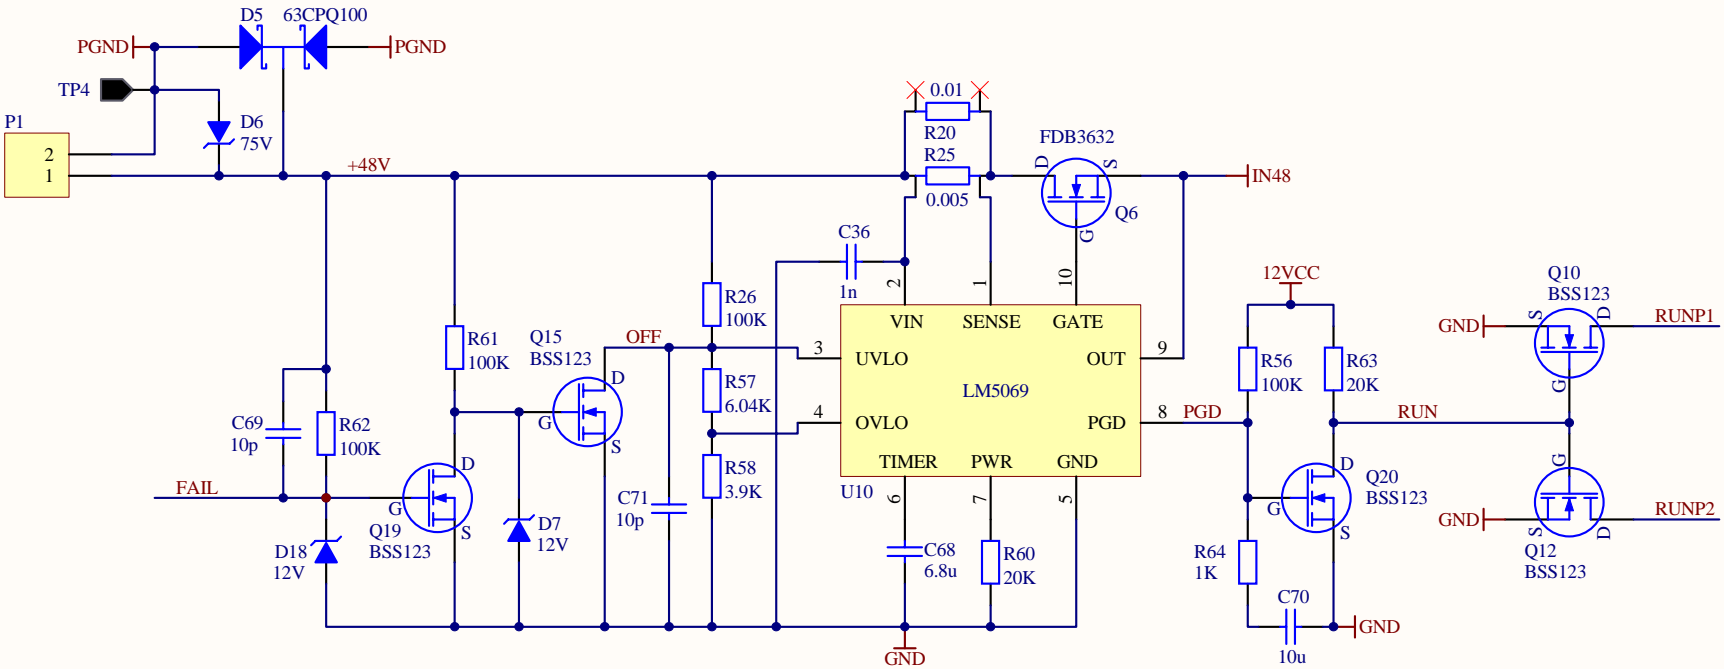 D5 63CPQ100
PGND
PGND
TP4
P1
2
1
D6
75V
+48V
0.01
R20
R25
0.005
FDB3632
D
S
G
Q6
IN48
C36
1n
2
1
10
VIN SENSE GATE
UVLO
OUT
LM5069
OVLO
PGD
TIMER PWR GND
U10
3
4
9
8
6
7
5
PGD
R26
100K
R57
6.04K
R58
3.9K
OFF
R61
100K
Q15
BSS123
D
G
S
C69
10p
R62
100K
FAIL
D
G
S
Q19
BSS123
D18
12V
D7
12V
C71
10p
C68
6.8u
R60
20K
GND
12VCC
R56
100K
R63
20K
RUN
D
G
S
Q20
BSS123
R64
1K
C70
10u
GND
Q10
BSS123
GND
S
D
G
RUNP1
G
GND
S
D
RUNP2
Q12
BSS123